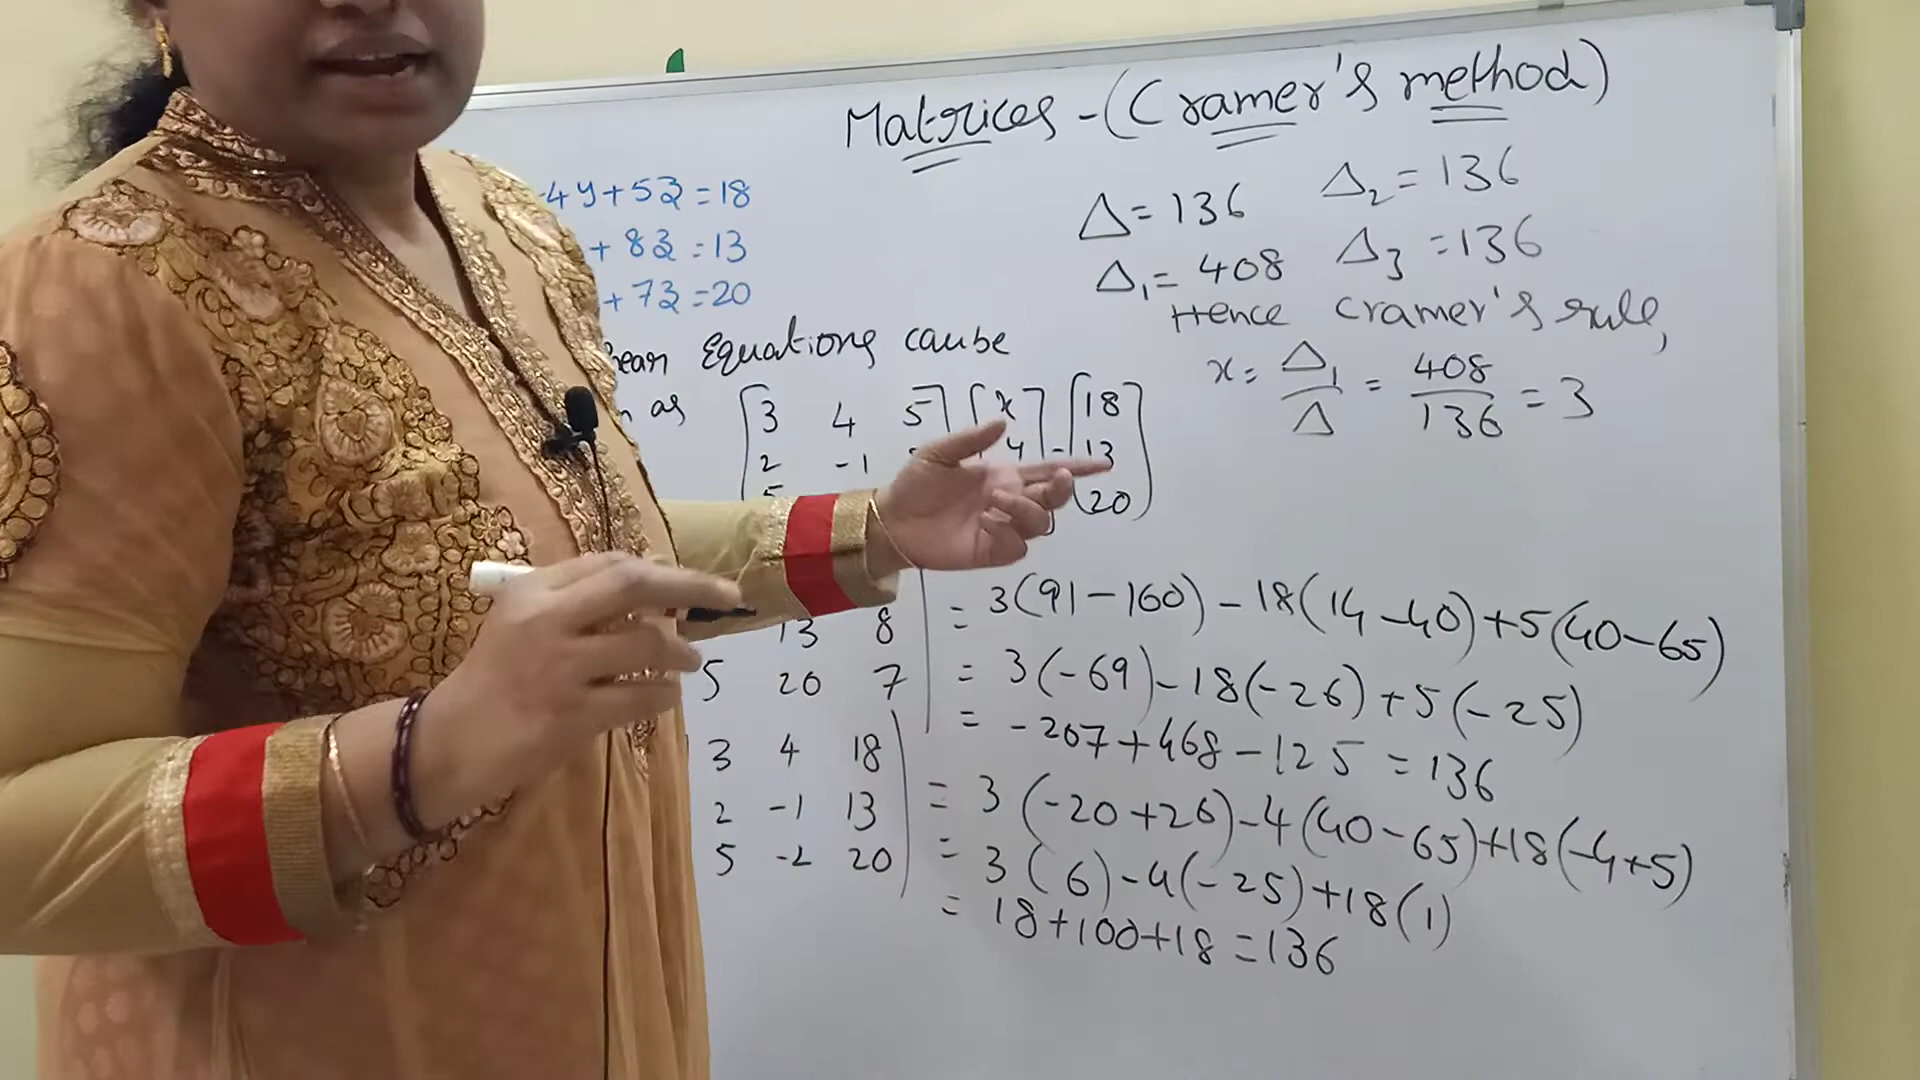 Matrices - (Cramer's method)
-4y+5z=18
+ 8z=13
+ 7z=20
Δ=136 Δ2=136
Δ1=408 Δ3=136
Hence Cramer's rule,
x= Δ1/Δ = 408/136 = 3
Equations can be
as
3 4 5 x 18
2 -1 y = 13
5 20
13 8 = 3(91-160)-18(14-40)+5(40-65)
5 20 7 = 3(-69)-18(-26)+5(-25)
= -207+468-125=136
3 4 18
2 -1 13 = 3(-20+26)-4(40-65)+18(-4+5)
5 -2 20 = 3(6)-4(-25)+18(1)
= 18+100+18=136